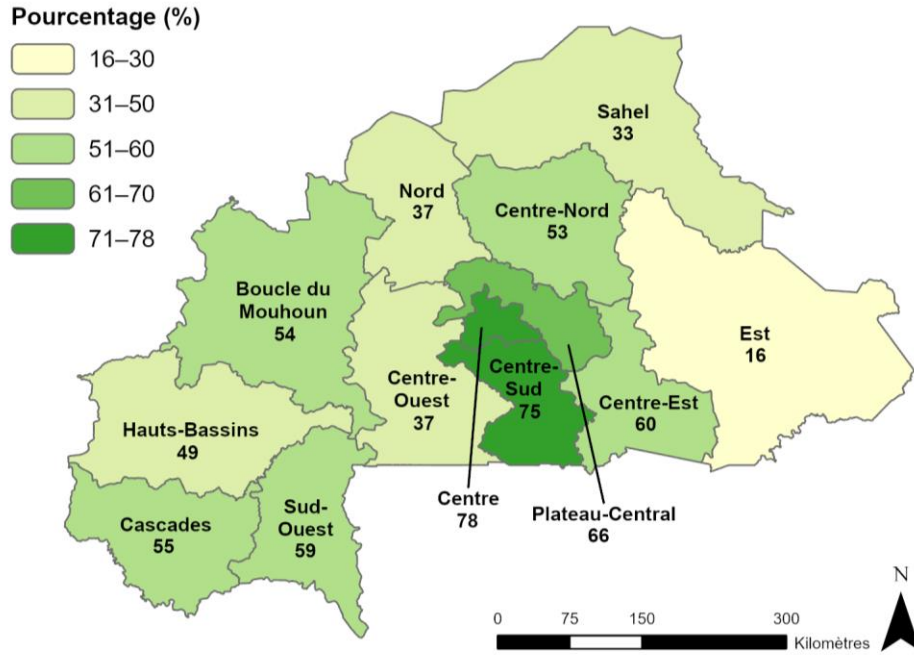 Pourcentage (%)
16–30
31–50
51–60
61–70
71–78
Sahel
33
Nord
37
Centre-Nord
53
Boucle du
Mouhoun
54
Est
16
Centre-
Ouest
37
Centre-
Sud
75
Centre-Est
60
Hauts-Bassins
49
Centre
78
Plateau-Central
66
Cascades
55
Sud-
Ouest
59
N
0 75 150 300
Kilomètres